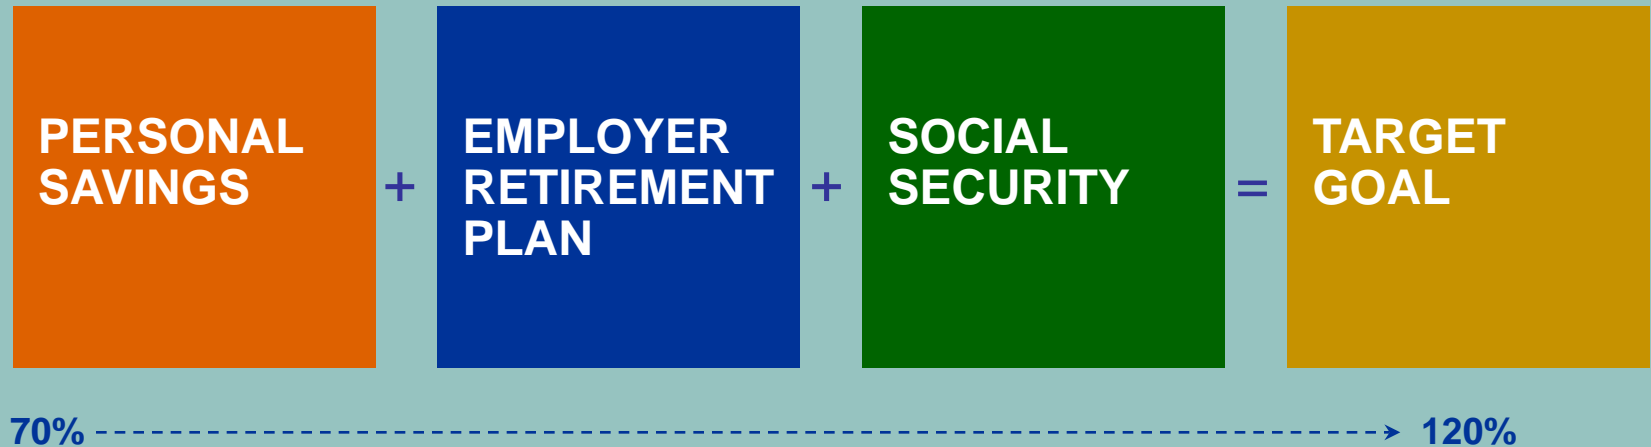 PERSONAL
SAVINGS
+
EMPLOYER
RETIREMENT
PLAN
+
SOCIAL
SECURITY
=
TARGET
GOAL
70% 120%